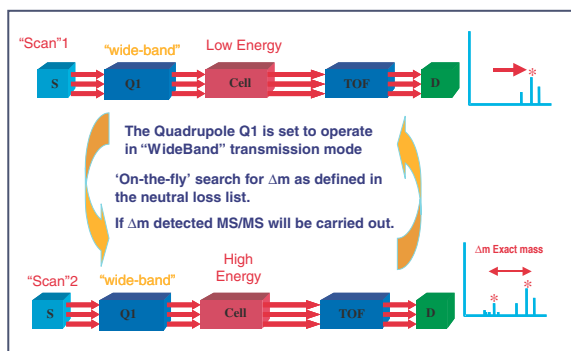 "Scan"1
"wide-band"
Low Energy
S
Q1
Cell
TOF
D
*
The Quadrupole Q1 is set to operate
in "WideBand" transmission mode
'On-the-fly' search for Δm as defined in
the neutral loss list.
If Δm detected MS/MS will be carried out.
"Scan"2
"wide-band"
High
Energy
Δm Exact mass
*
*
S
Q1
Cell
TOF
D